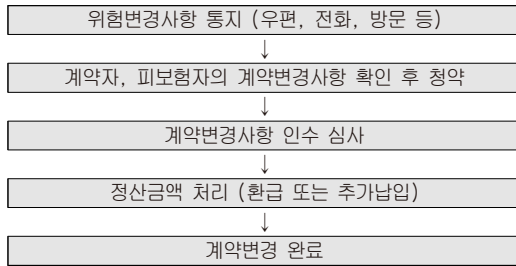 위험변경사항 통지 (우편, 전화, 방문 등)
↓
계약자, 피보험자의 계약변경사항 확인 후 청약
↓
계약변경사항 인수 심사
↓
정산금액 처리 (환급 또는 추가납입)
↓
계약변경 완료